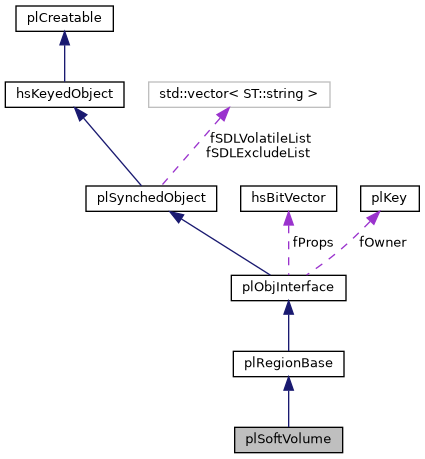 plCreatable
hsKeyedObject
std::vector< ST::string >
fSDLVolatileList
fSDLExcludeList
plSynchedObject
hsBitVector
plKey
fProps
fOwner
plObjInterface
plRegionBase
plSoftVolume